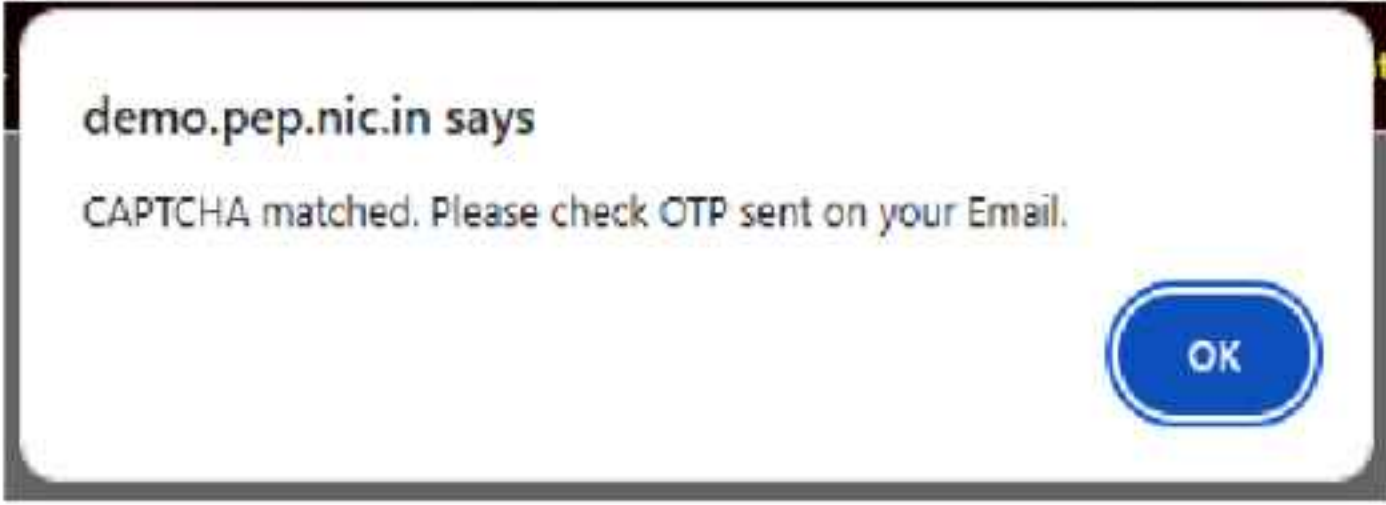 demo.pep.nic.in says
CAPTCHA matched. Please check OTP sent on your Email.
OK